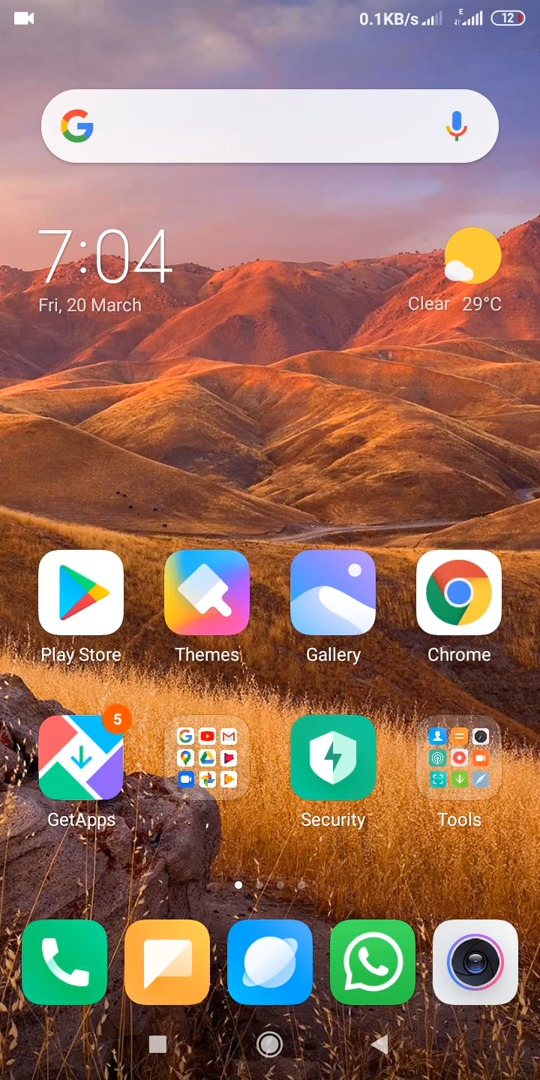 0.1KB/s E 12
7:04
Fri, 20 March
Clear 29°C
Play Store Themes Gallery Chrome
5
GetApps Security Tools